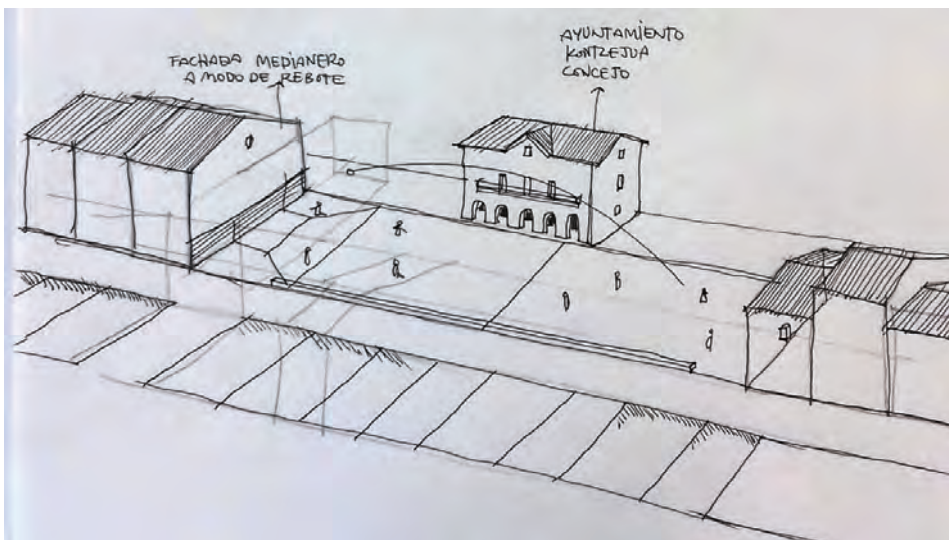 FACHADA MEDIANERO
A MODO DE REBOTE
AYUNTAMIENTO
KONTZEJUA
CONCEJO